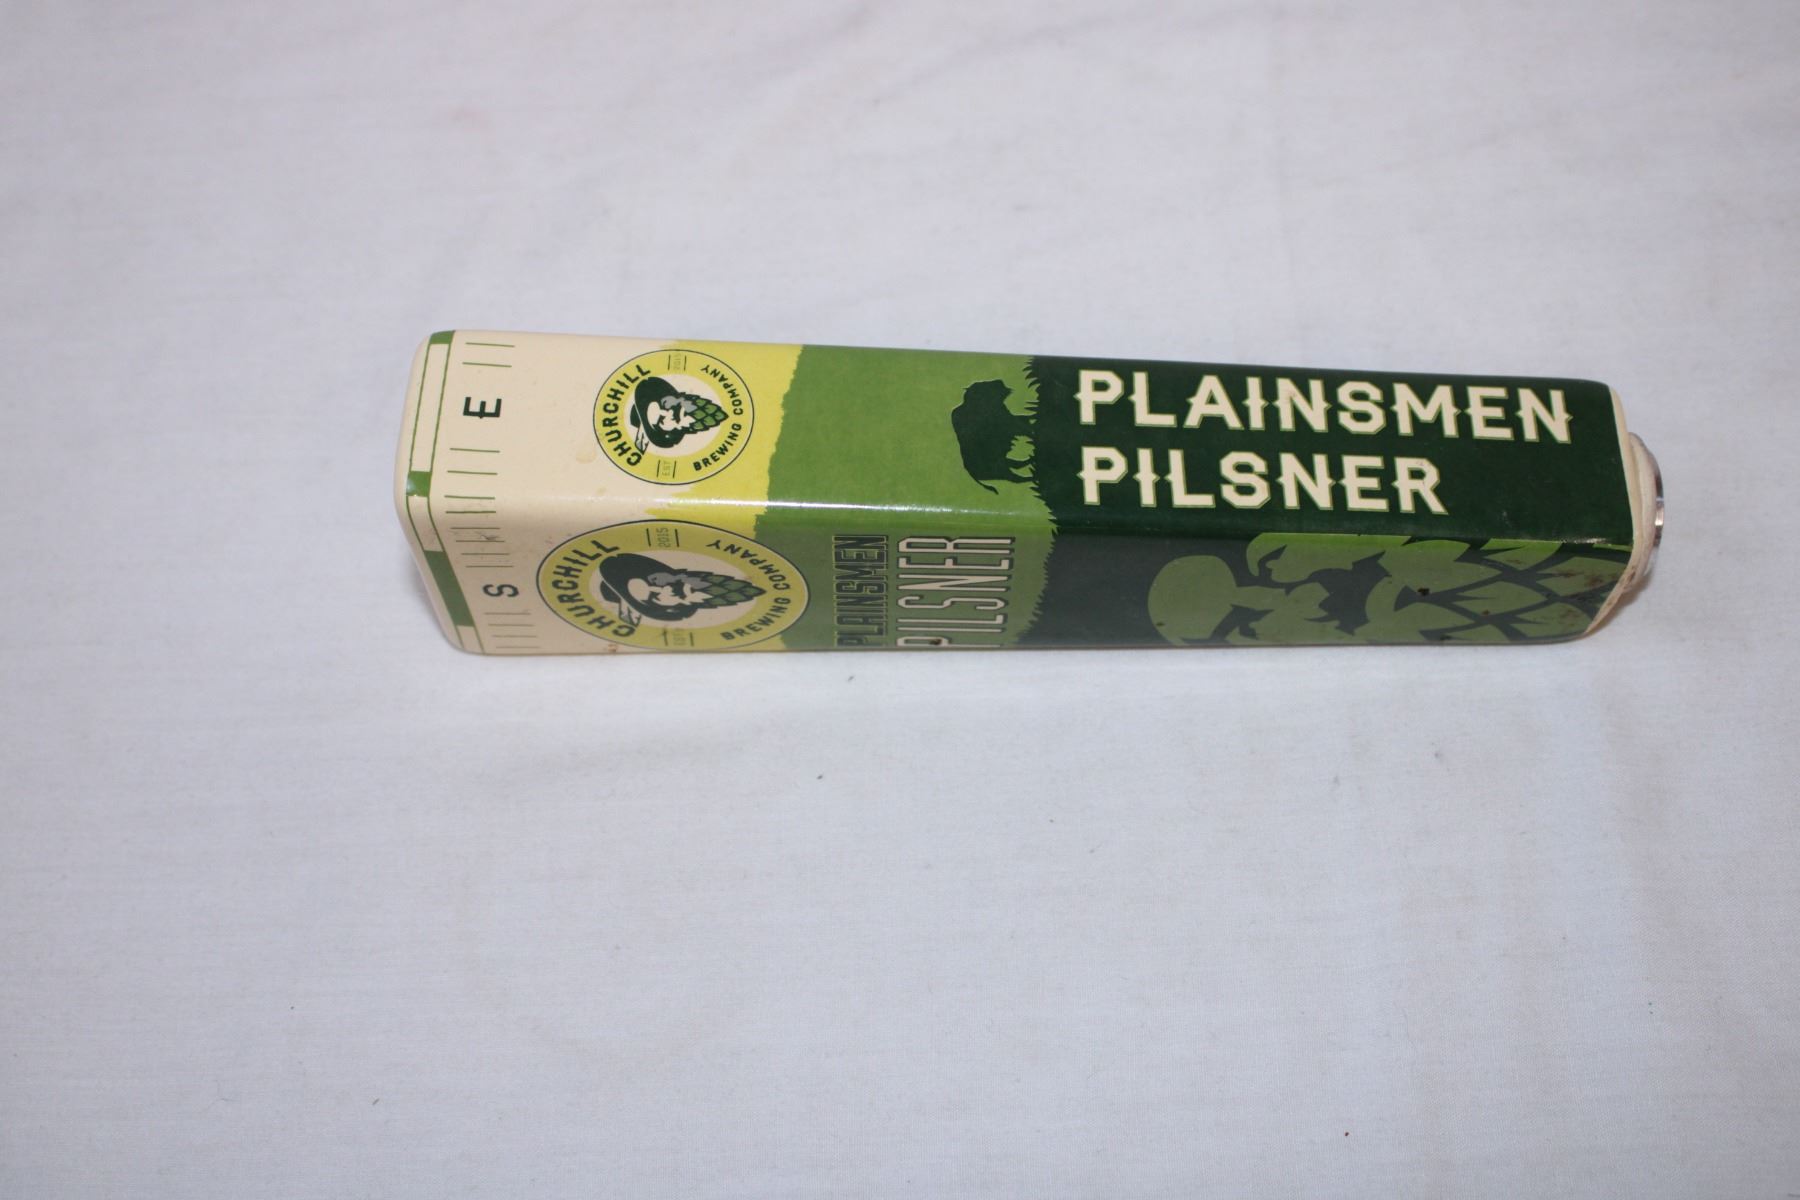 E
CHURCHILL
BREWING COMPANY
EST
2015
PLAINSMEN
PILSNER
S
CHURCHILL
BREWING COMPANY
EST
2015
PLAINSMEN
PILSNER